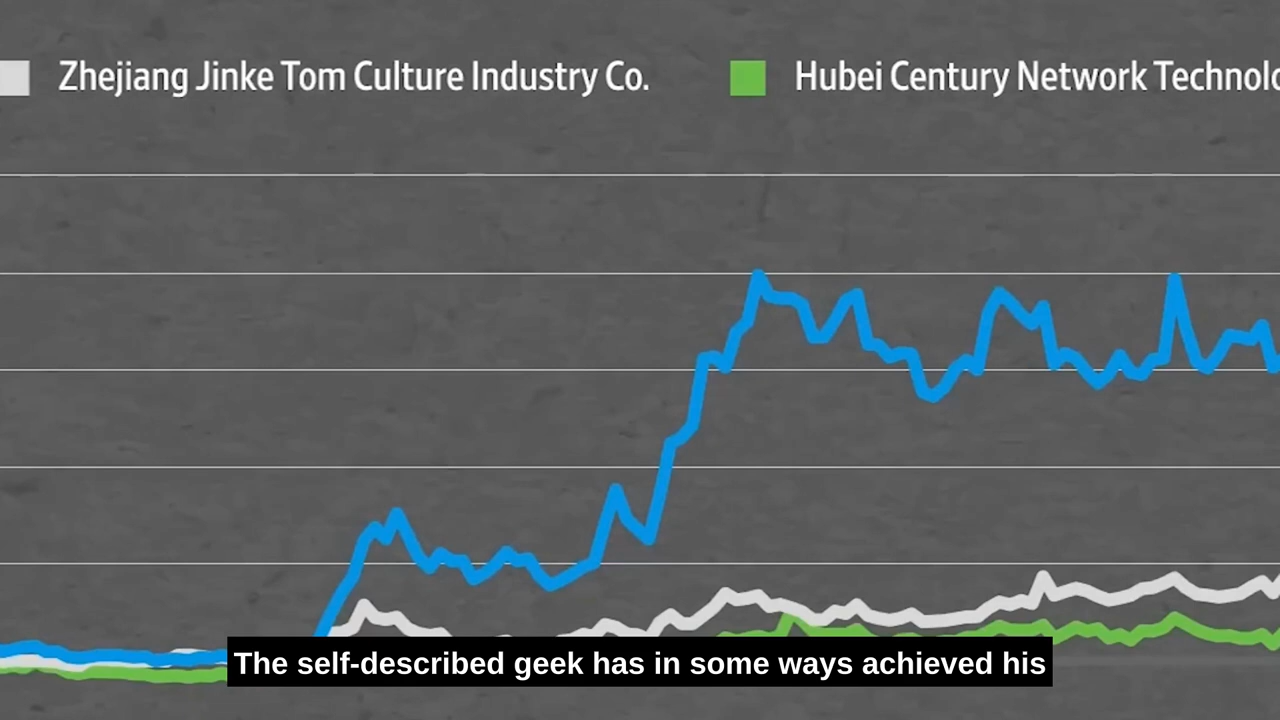 Zhejiang Jinke Tom Culture Industry Co.
Hubei Century Network
The self-described geek has in some ways achieved his